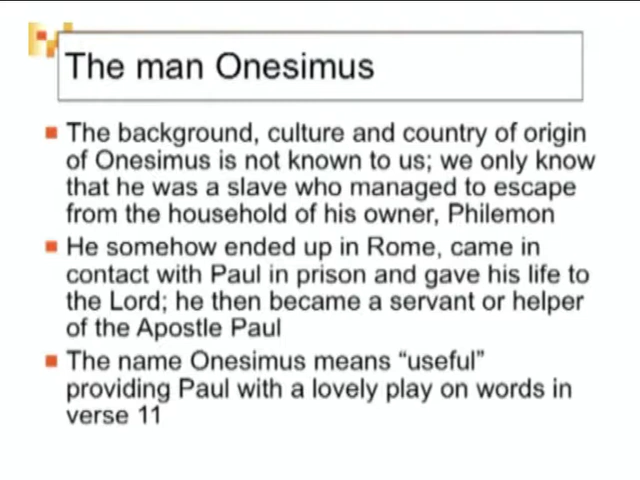 The man Onesimus
The background, culture and country of origin
of Onesimus is not known to us; we only know
that he was a slave who managed to escape
from the household of his owner, Philemon
He somehow ended up in Rome, came in
contact with Paul in prison and gave his life to
the Lord; he then became a servant or helper
of the Apostle Paul
The name Onesimus means “useful”
providing Paul with a lovely play on words in
verse 11